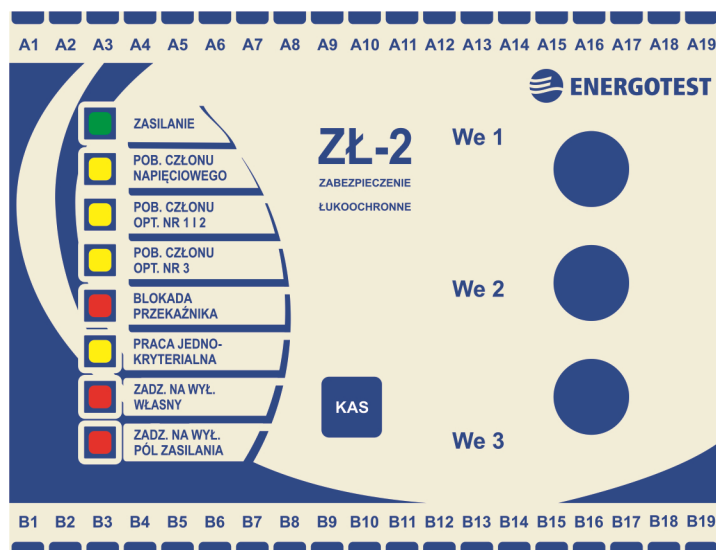 A1 A2 A3 A4 A5 A6 A7 A8 A9 A10 A11 A12 A13 A14 A15 A16 A17 A18 A19
ENERGOTEST
ZASILANIE
POB. CZŁONU
NAPIĘCIOWEGO
POB. CZŁONU
OPT. NR 1 I 2
POB. CZŁONU
OPT. NR 3
BLOKADA
PRZEKAŹNIKA
PRACA JEDNO-
KRYTERIALNA
ZADZ. NA WYŁ.
WŁASNY
ZADZ. NA WYŁ.
PÓL ZASILANIA
ZŁ-2
ZABEZPIECZENIE
ŁUKOOCHRONNE
KAS
We 1
We 2
We 3
B1 B2 B3 B4 B5 B6 B7 B8 B9 B10 B11 B12 B13 B14 B15 B16 B17 B18 B19